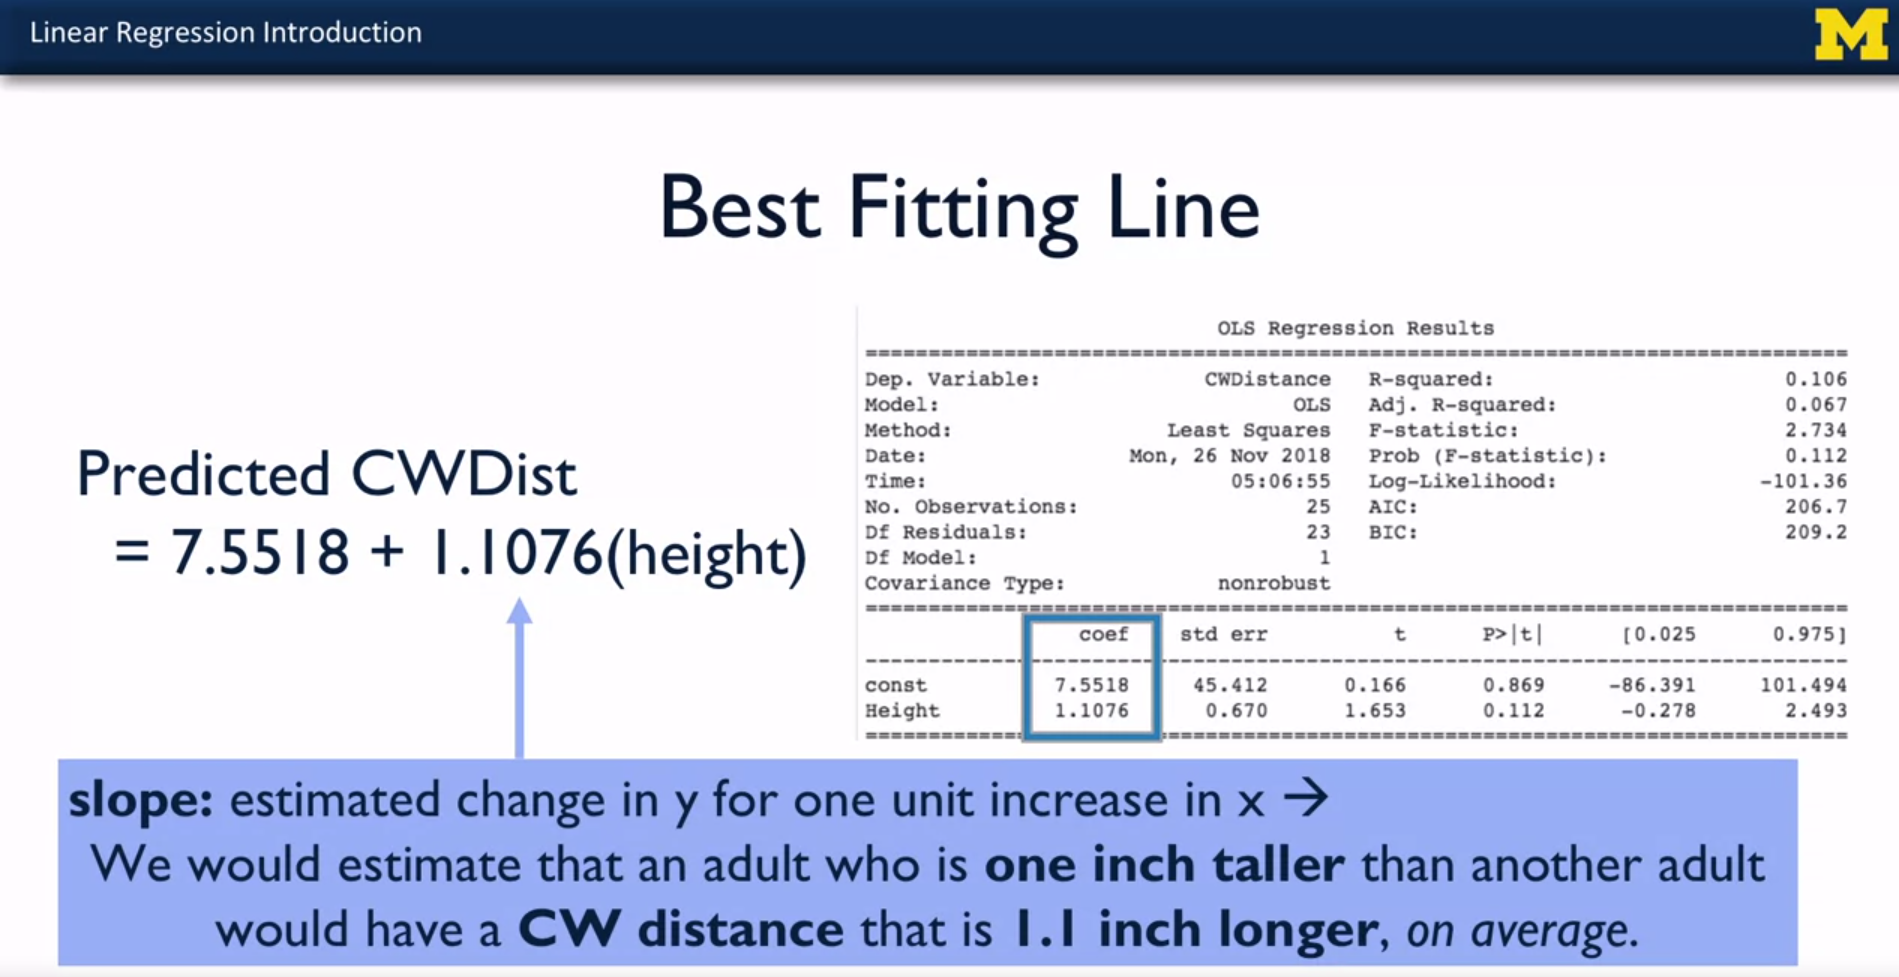 Linear Regression Introduction
M
Best Fitting Line
Predicted CWDist
= 7.5518 + 1.1076(height)
OLS Regression Results
==============================================================================
Dep. Variable: CWDistance R-squared: 0.106
Model: OLS Adj. R-squared: 0.067
Method: Least Squares F-statistic: 2.734
Date: Mon, 26 Nov 2018 Prob (F-statistic): 0.112
Time: 05:06:55 Log-Likelihood: -101.36
No. Observations: 25 AIC: 206.7
Df Residuals: 23 BIC: 209.2
Df Model: 1
Covariance Type: nonrobust
==============================================================================
coef std err t P>|t| [0.025 0.975]
------------------------------------------------------------------------------
const 7.5518 45.412 0.166 0.869 -86.391 101.494
Height 1.1076 0.670 1.653 0.112 -0.278 2.493
==============================================================================
slope: estimated change in y for one unit increase in x →
We would estimate that an adult who is one inch taller than another adult
would have a CW distance that is 1.1 inch longer, on average.